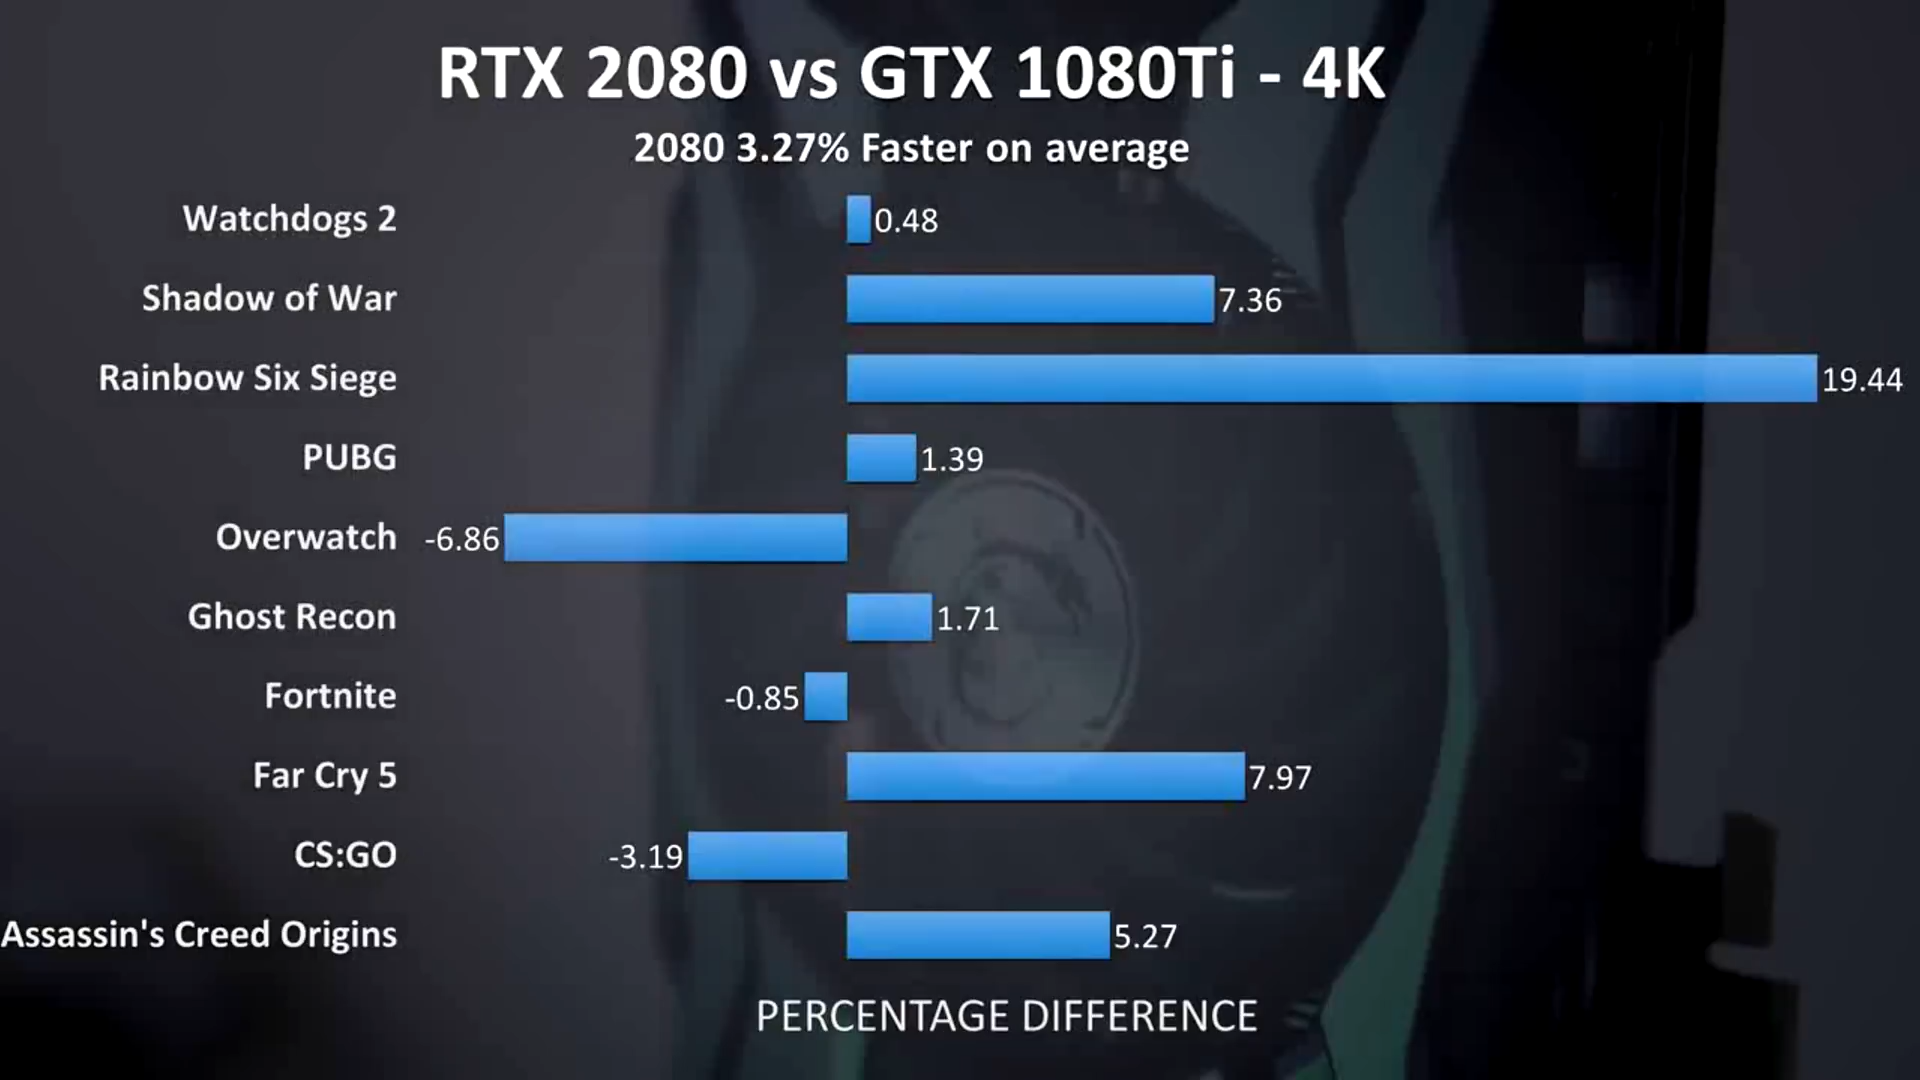 RTX 2080 vs GTX 1080Ti - 4K
2080 3.27% Faster on average
Watchdogs 2 0.48
Shadow of War 7.36
Rainbow Six Siege 19.44
PUBG 1.39
Overwatch -6.86
Ghost Recon 1.71
Fortnite -0.85
Far Cry 5 7.97
CS:GO -3.19
Assassin's Creed Origins 5.27
PERCENTAGE DIFFERENCE